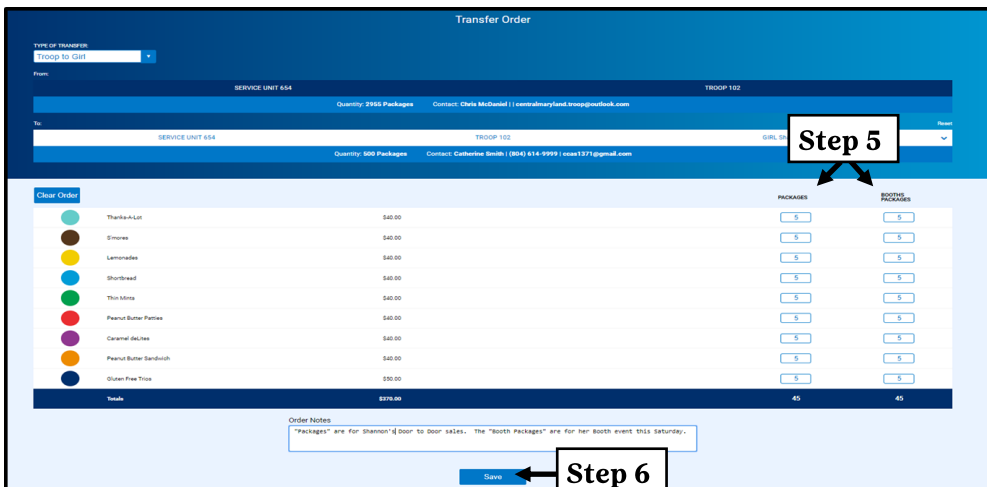 Transfer Order
TYPE OF TRANSFER:
Troop to Girl
From:
SERVICE UNIT 654 TROOP 102
Quantity: 2955 Packages Contact: Chris McDaniel | | centralmaryland.troop@outlook.com
To: Reset
SERVICE UNIT 654 TROOP 102 GIRL
Quantity: 500 Packages Contact: Catherine Smith | (804) 614-9999 | ccas1371@gmail.com
Step 5
Clear Order PACKAGES BOOTHS PACKAGES
Thanks-A-Lot $40.00 5 5
S'mores $40.00 5 5
Lemonades $40.00 5 5
Shortbread $40.00 5 5
Thin Mints $40.00 5 5
Peanut Butter Patties $40.00 5 5
Caramel deLites $40.00 5 5
Peanut Butter Sandwich $40.00 5 5
Gluten Free Trios $50.00 5 5
Totals $370.00 45 45
Order Notes
"Packages" are for Shannon's Door to Door sales. The "Booth Packages" are for her Booth event this Saturday.
Save Step 6